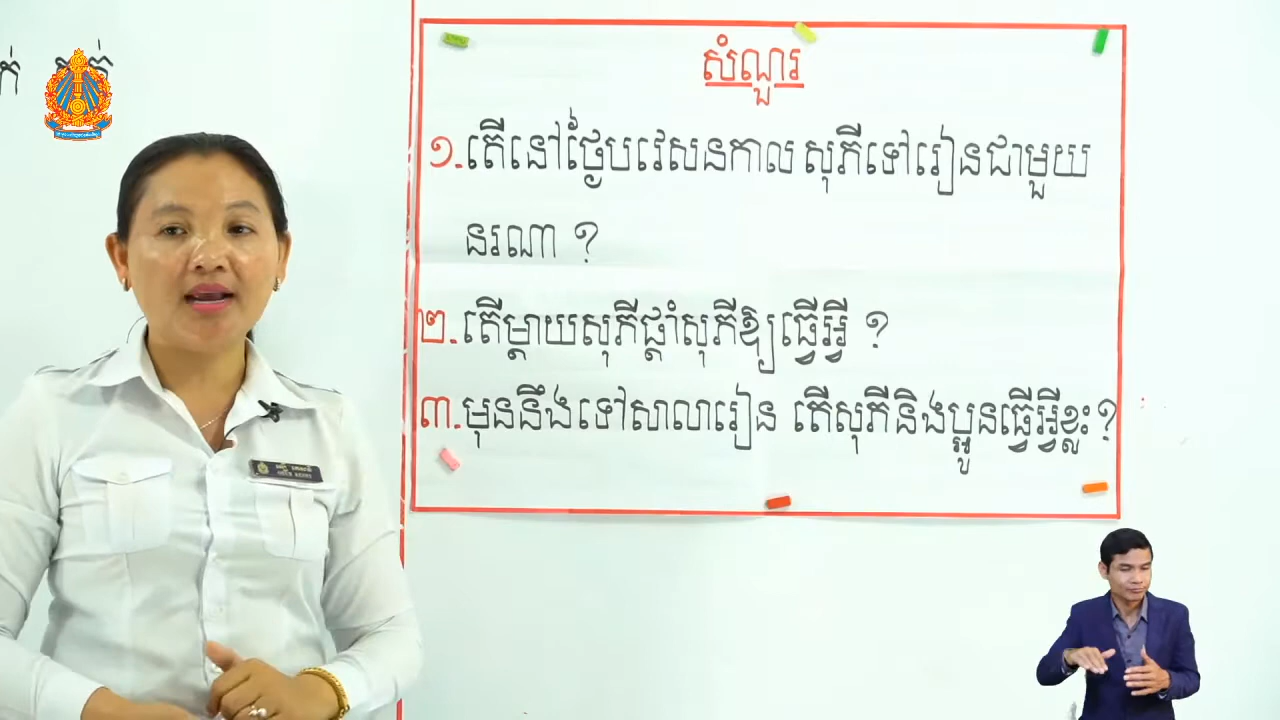 សំណួរ
១.តើនៅថ្ងៃបវេសនកាល សុភីទៅរៀនជាមួយ
នរណា ?
២.តើម្ដាយសុភីផ្ដាំសុភីឱ្យធ្វើអ្វី ?
៣.មុននឹងទៅសាលារៀន តើសុភីនិងប្អូនធ្វើអ្វីខ្លះ ?